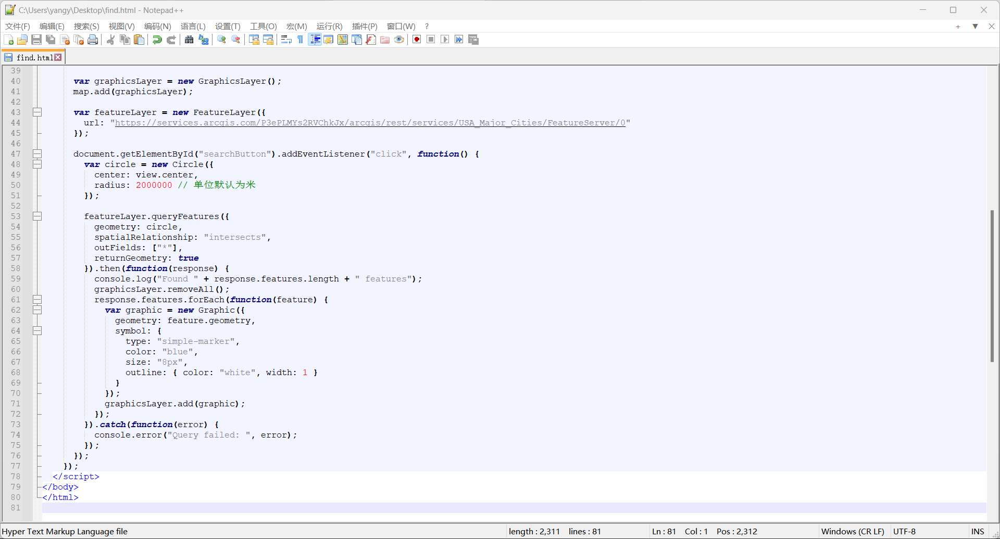 C:\Users\yangy\Desktop\find.html - Notepad++
文件(F) 编辑(E) 搜索(S) 视图(V) 编码(N) 语言(L) 设置(T) 工具(O) 宏(M) 运行(R) 插件(P) 窗口(W) ?
find.html
39
40 var graphicsLayer = new GraphicsLayer();
41 map.add(graphicsLayer);
42
43 var featureLayer = new FeatureLayer({
44 url: "https://services.arcgis.com/P3ePLMYs2RVChkJx/arcgis/rest/services/USA_Major_Cities/FeatureServer/0"
45 });
46
47 document.getElementById("searchButton").addEventListener("click", function() {
48 var circle = new Circle({
49 center: view.center,
50 radius: 2000000 // 单位默认为米
51 });
52
53 featureLayer.queryFeatures({
54 geometry: circle,
55 spatialRelationship: "intersects",
56 outFields: ["*"],
57 returnGeometry: true
58 }).then(function(response) {
59 console.log("Found " + response.features.length + " features");
60 graphicsLayer.removeAll();
61 response.features.forEach(function(feature) {
62 var graphic = new Graphic({
63 geometry: feature.geometry,
64 symbol: {
65 type: "simple-marker",
66 color: "blue",
67 size: "8px",
68 outline: { color: "white", width: 1 }
69 }
70 });
71 graphicsLayer.add(graphic);
72 });
73 }).catch(function(error) {
74 console.error("Query failed: ", error);
75 });
76 });
77 });
78 </script>
79 </body>
80 </html>
81
Hyper Text Markup Language file length : 2,311 lines : 81 Ln : 81 Col : 1 Pos : 2,312 Windows (CR LF) UTF-8 INS